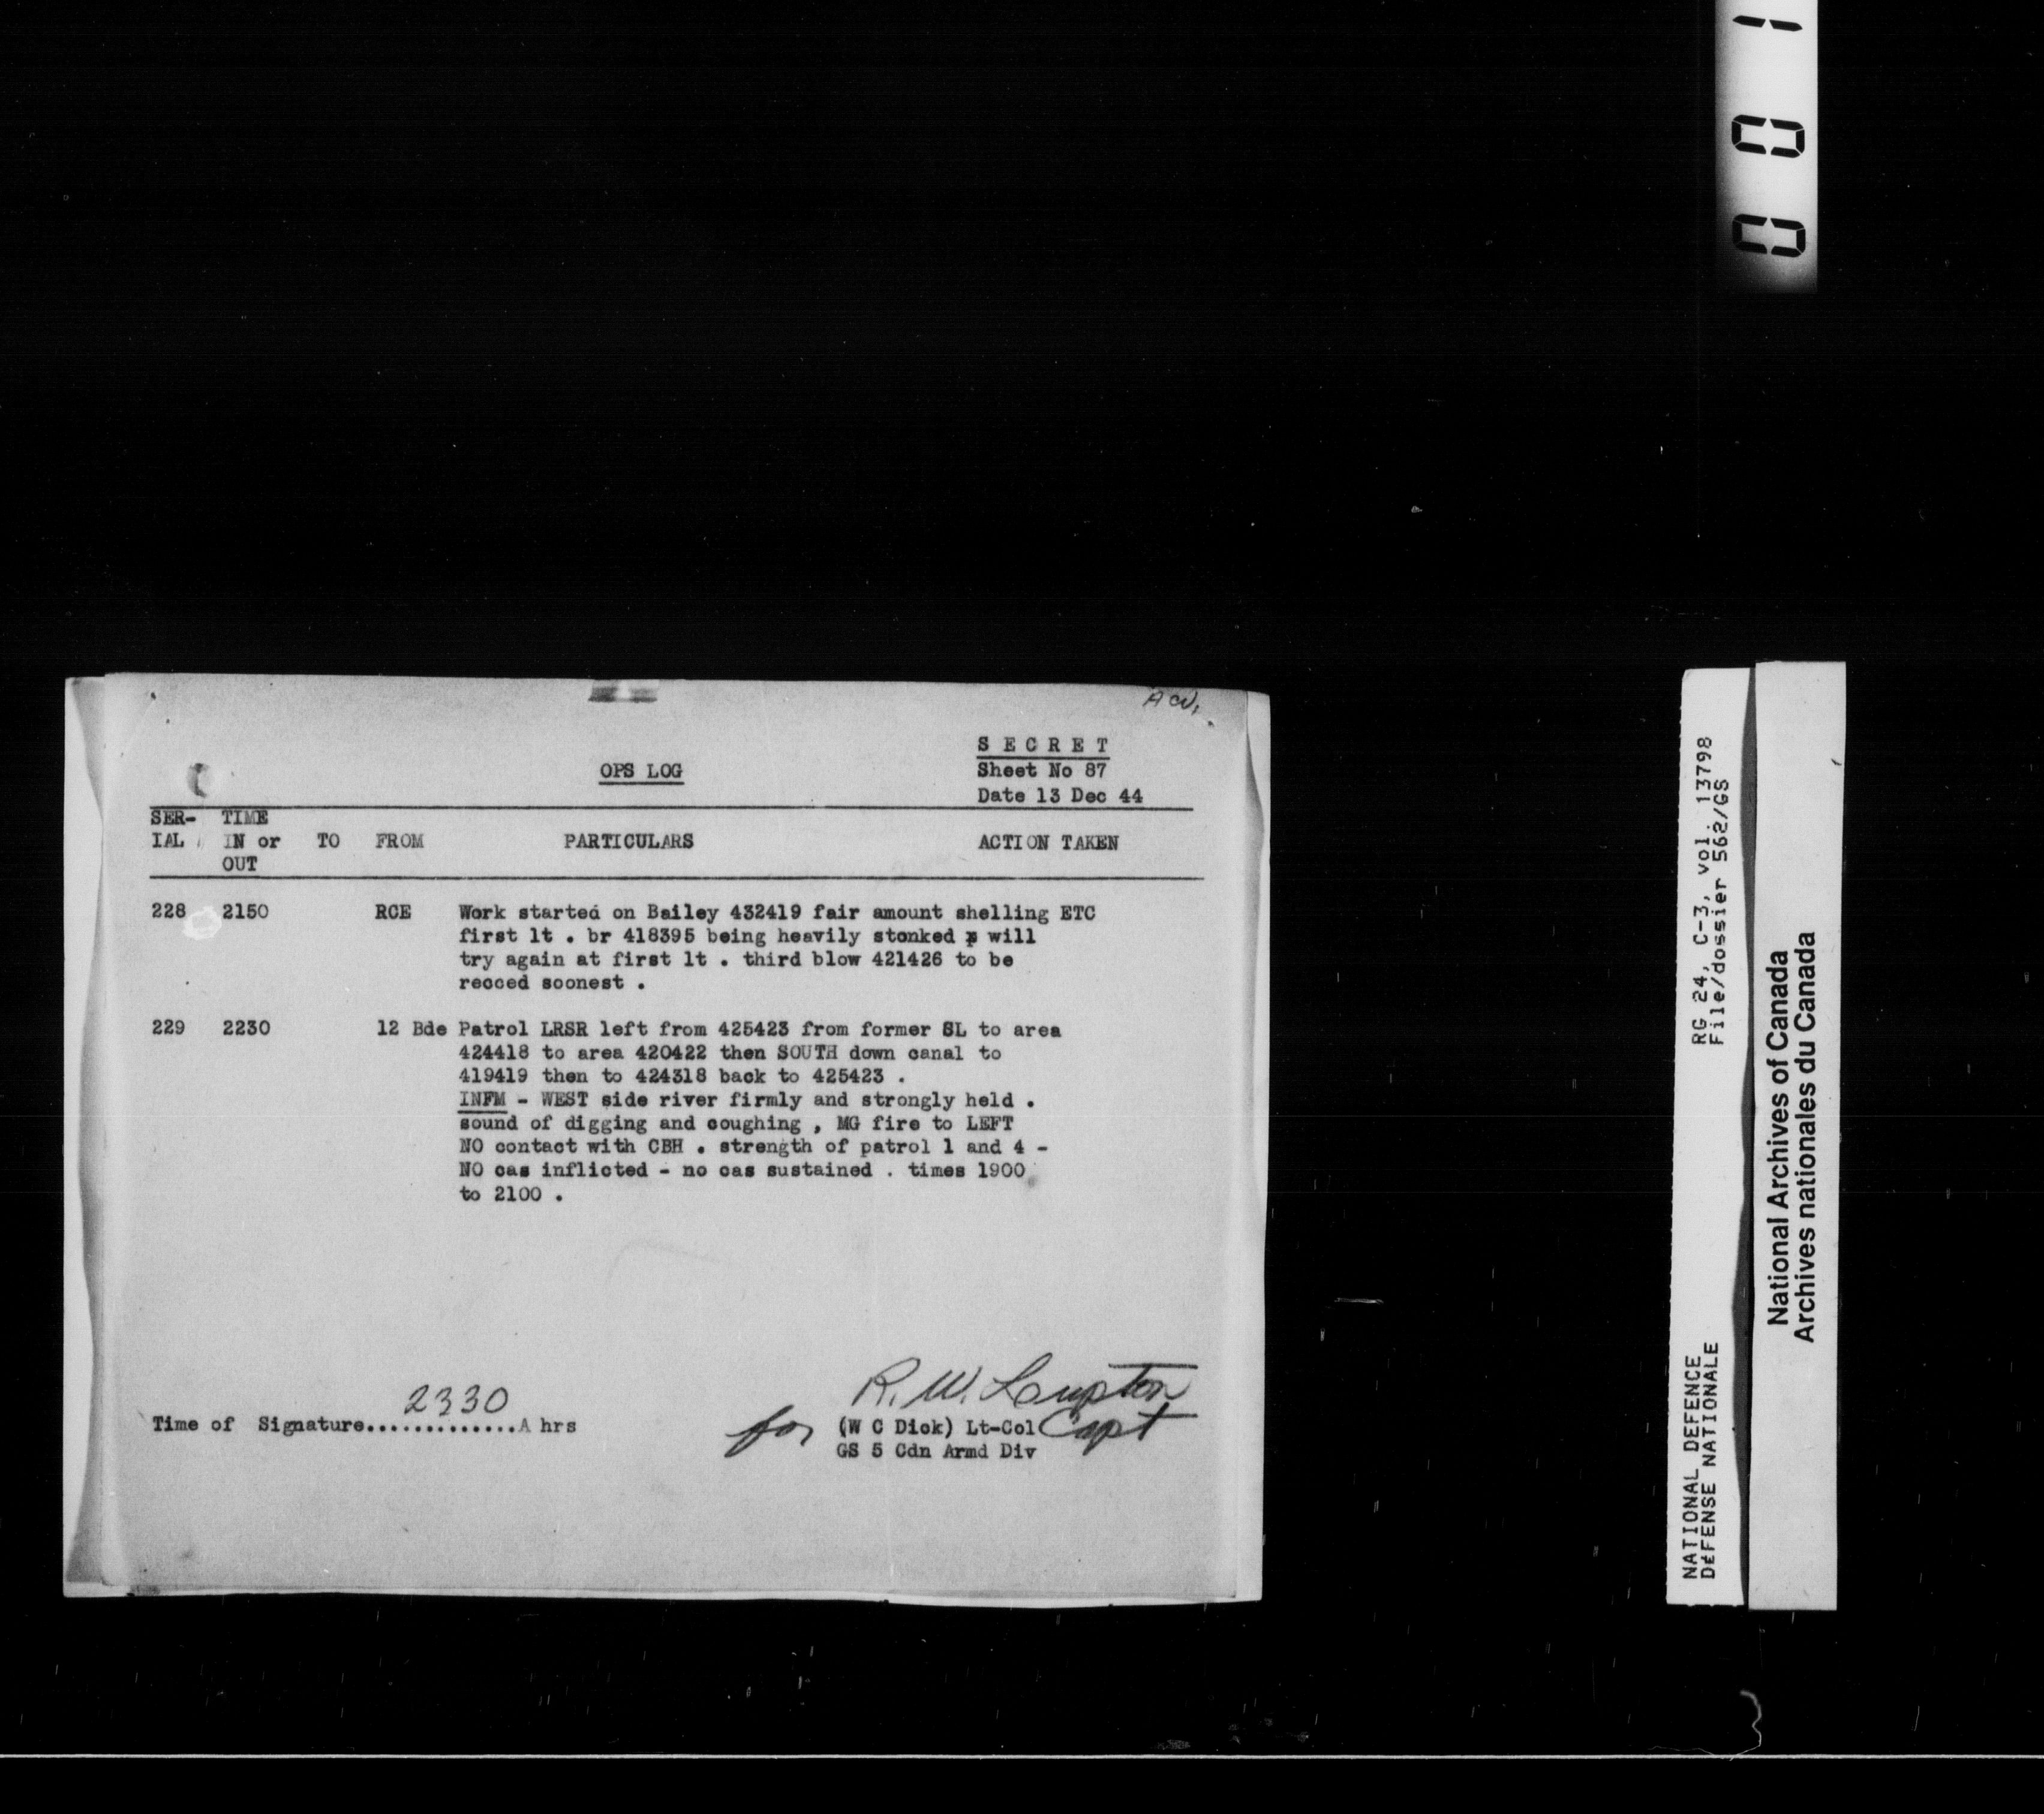 001
A CW,
SECRET
OPS LOG
Sheet No 87
Date 13 Dec 44
SER- TIME
IAL IN or TO FROM PARTICULARS ACTION TAKEN
OUT
228 2150 RCE Work started on Bailey 432419 fair amount shelling ETC
first lt . br 418395 being heavily stonked will
try again at first lt . third blow 421426 to be
recced soonest .
229 2230 12 Bde Patrol LRSR left from 425423 from former SL to area
424418 to area 420422 then SOUTH down canal to
419419 then to 424318 back to 425423 .
INFM - WEST side river firmly and strongly held .
sound of digging and coughing , MG fire to LEFT
NO contact with CBH . strength of patrol 1 and 4 -
NO cas inflicted - no cas sustained . times 1900
to 2100 .
R. W. Lupton
2330
Time of Signature..............A hrs for (W C Dick) Lt-Col Capt
GS 5 Cdn Armd Div
NATIONAL DEFENCE RG 24, C-3, vol. 13798
DÉFENSE NATIONALE File/dossier 562/GS
National Archives of Canada
Archives nationales du Canada